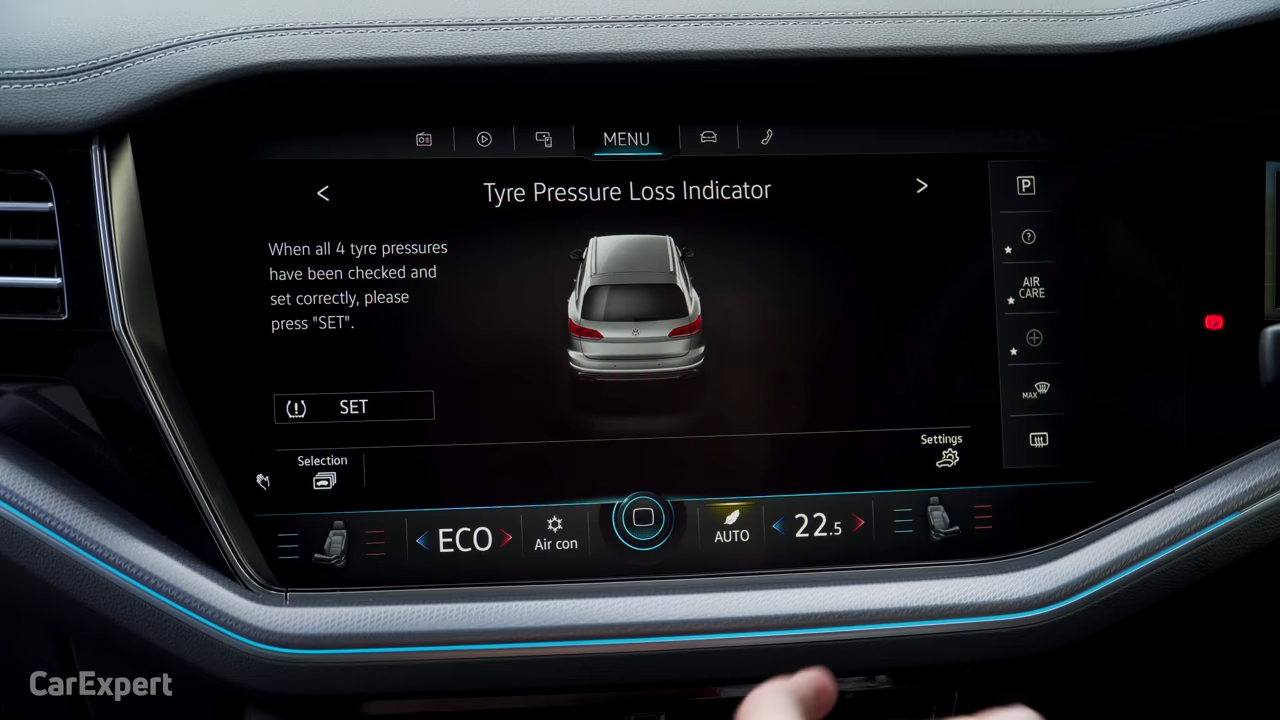 MENU
Tyre Pressure Loss Indicator
P
When all 4 tyre pressures
have been checked and
set correctly, please
press "SET".
?
AIR
CARE
MAX
SET
Selection
Settings
ECO
Air con
AUTO
22.5
CarExpert